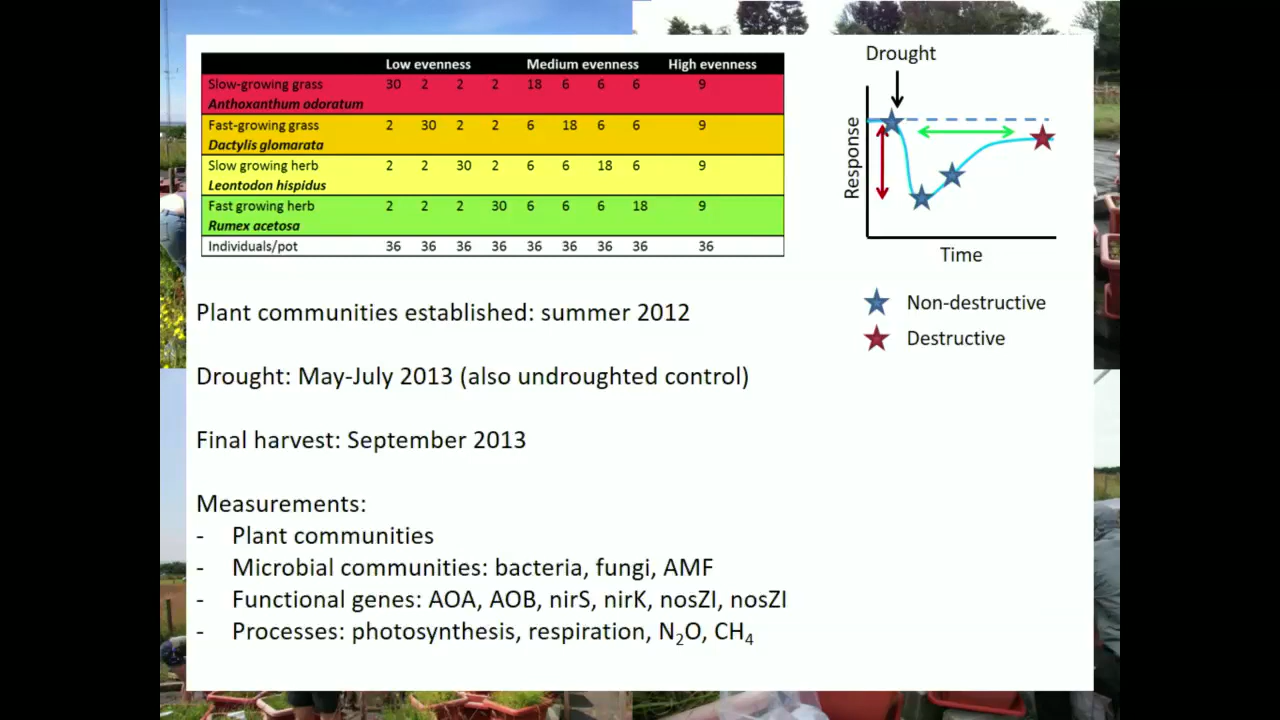 Low evenness Medium evenness High evenness
Slow-growing grass 30 2 2 2 18 6 6 6 9
Anthoxanthum odoratum
Fast-growing grass 2 30 2 2 6 18 6 6 9
Dactylis glomarata
Slow growing herb 2 2 30 2 6 6 18 6 9
Leontodon hispidus
Fast growing herb 2 2 2 30 6 6 6 18 9
Rumex acetosa
Individuals/pot 36 36 36 36 36 36 36 36 36
Drought
Response
Time
Non-destructive
Destructive
Plant communities established: summer 2012
Drought: May-July 2013 (also undroughted control)
Final harvest: September 2013
Measurements:
- Plant communities
- Microbial communities: bacteria, fungi, AMF
- Functional genes: AOA, AOB, nirS, nirK, nosZI, nosZI
- Processes: photosynthesis, respiration, N₂O, CH₄